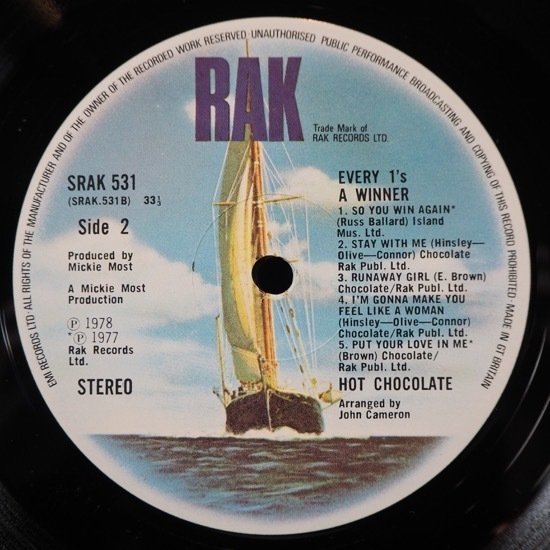 EMI RECORDS LTD·ALL RIGHTS OF THE MANUFACTURER AND OF THE OWNER OF THE RECORDED WORK RESERVED UNAUTHORISED PUBLIC PERFORMANCE BROADCASTING AND COPYING OF THIS RECORD PROHIBITED · MADE IN GT BRITAIN
RAK
Trade Mark of
RAK RECORDS LTD.
SRAK 531
(SRAK.531B) 33⅓
Side 2
Produced by
Mickie Most
A Mickie Most
Production
Ⓟ 1978
*Ⓟ 1977
Rak Records
Ltd.
STEREO
EVERY 1's
A WINNER
1. SO YOU WIN AGAIN*
(Russ Ballard) Island
Mus. Ltd.
2. STAY WITH ME (Hinsley—
Olive—Connor) Chocolate
Rak Publ. Ltd.
3. RUNAWAY GIRL (E. Brown)
Chocolate/Rak Publ. Ltd.
4. I'M GONNA MAKE YOU
FEEL LIKE A WOMAN
(Hinsley—Olive—Connor)
Chocolate/Rak Publ. Ltd.
5. PUT YOUR LOVE IN ME*
(Brown) Chocolate/
Rak Publ. Ltd.
HOT CHOCOLATE
Arranged by
John Cameron